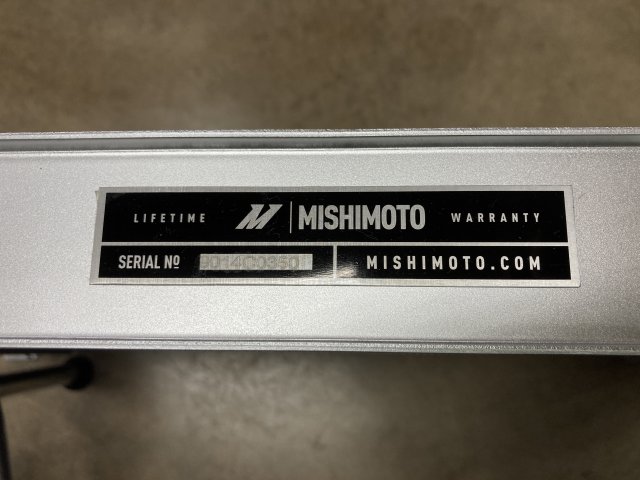 LIFETIME MISHIMOTO WARRANTY
SERIAL Nº MISHIMOTO.COM